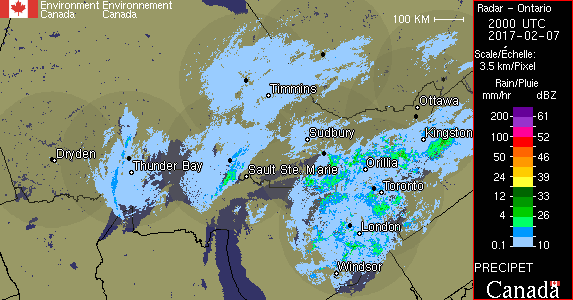 Environment Environnement
Canada Canada
100 KM
Timmins
Ottawa
Sudbury
Kingston
Dryden
Thunder Bay
Sault Ste. Marie
Orillia
Toronto
London
Windsor
Radar - Ontario
2000 UTC
2017-02-07
Scale/Échelle:
3.5 km/Pixel
Rain/Pluie
mm/hr dBZ
200 61
100 52
50 46
24 39
12 33
4 26
0.1 10
PRECIPET
Canada